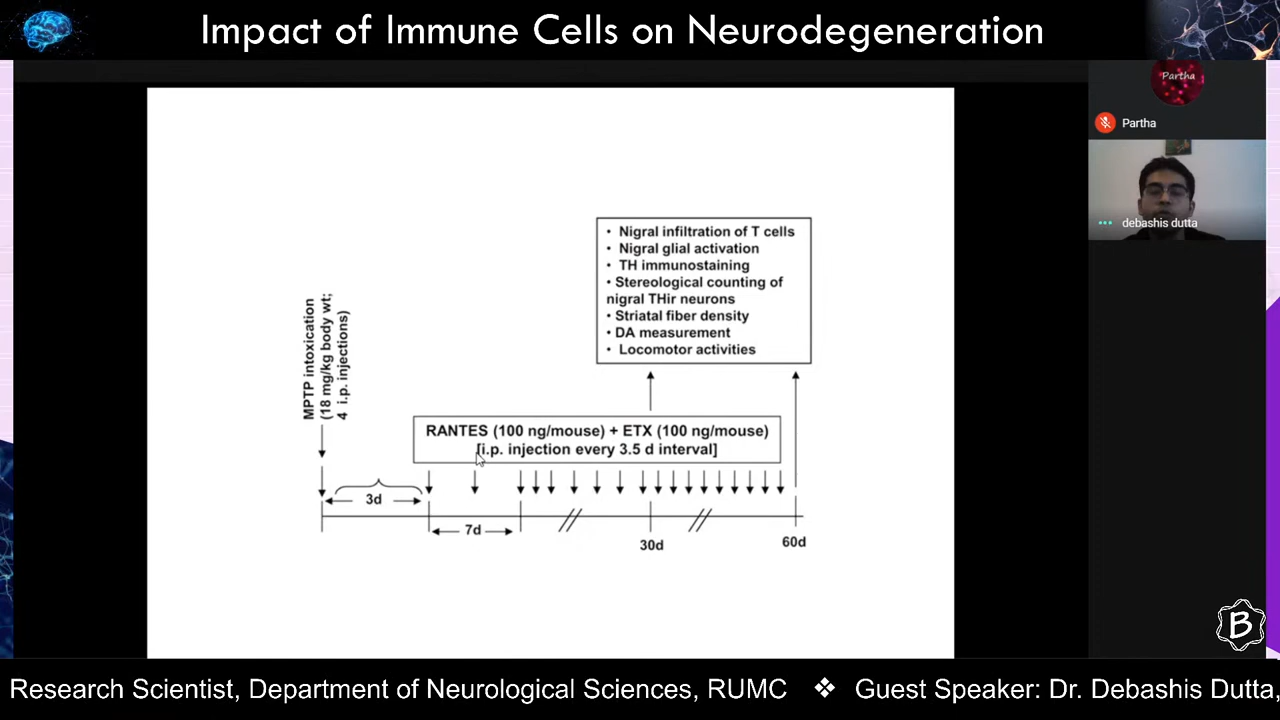 Impact of Immune Cells on Neurodegeneration
Partha
Partha
debashis dutta
• Nigral infiltration of T cells
• Nigral glial activation
• TH immunostaining
• Stereological counting of
nigral THir neurons
• Striatal fiber density
• DA measurement
• Locomotor activities
MPTP intoxication
(18 mg/kg body wt;
4 i.p. injections)
RANTES (100 ng/mouse) + ETX (100 ng/mouse)
[i.p. injection every 3.5 d interval]
3d
7d
30d
60d
B
Research Scientist, Department of Neurological Sciences, RUMC ❖ Guest Speaker: Dr. Debashis Dutta,